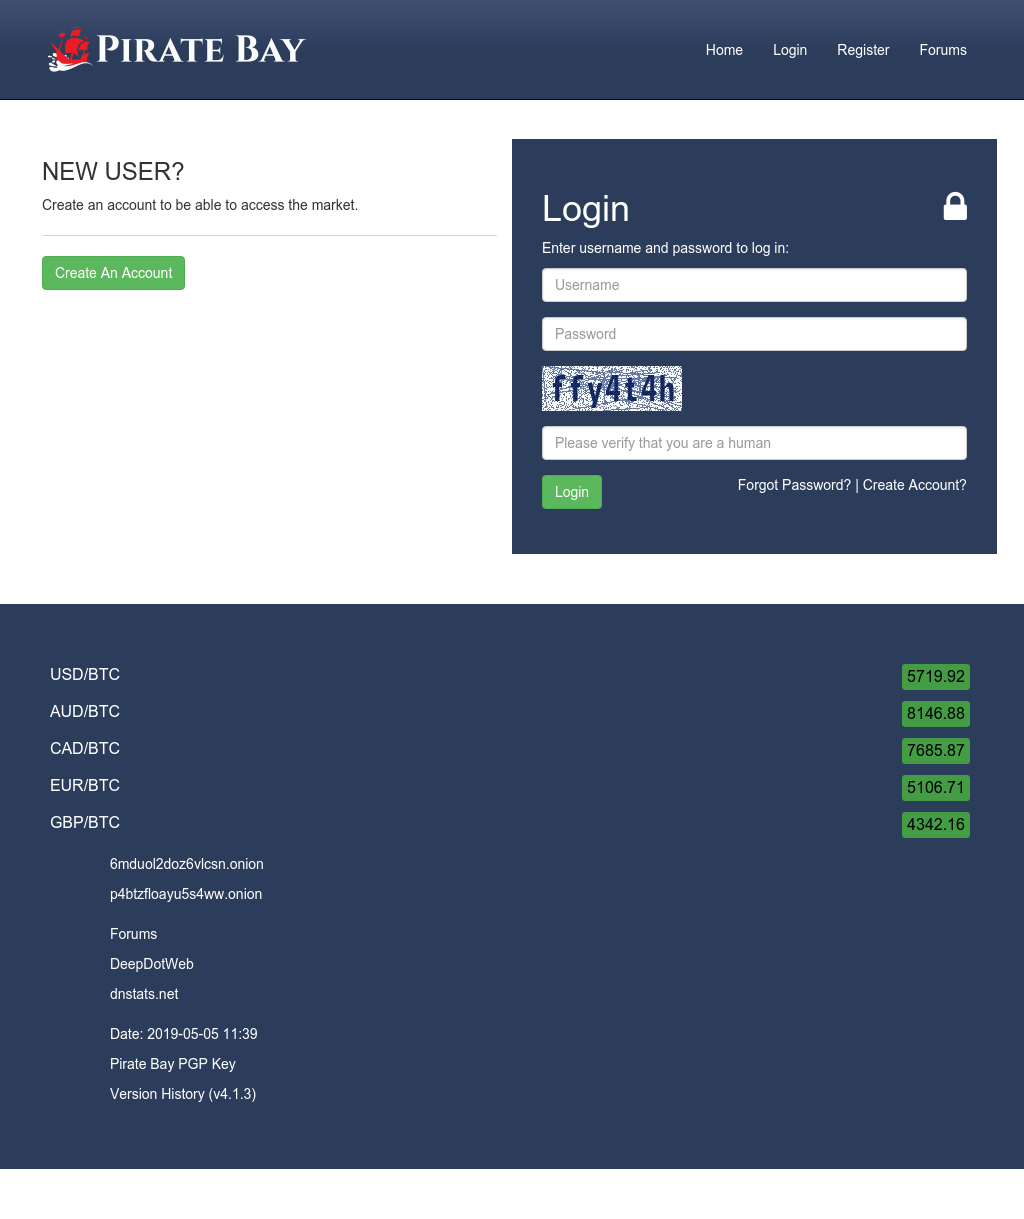 PIRATE BAY
Home Login Register Forums
NEW USER?
Create an account to be able to access the market.
Create An Account
Login
Enter username and password to log in:
Username
Password
ffy4t4h
Please verify that you are a human
Login
Forgot Password? | Create Account?
USD/BTC 5719.92
AUD/BTC 8146.88
CAD/BTC 7685.87
EUR/BTC 5106.71
GBP/BTC 4342.16
6mduol2doz6vlcsn.onion
p4btzfloayu5s4ww.onion
Forums
DeepDotWeb
dnstats.net
Date: 2019-05-05 11:39
Pirate Bay PGP Key
Version History (v4.1.3)